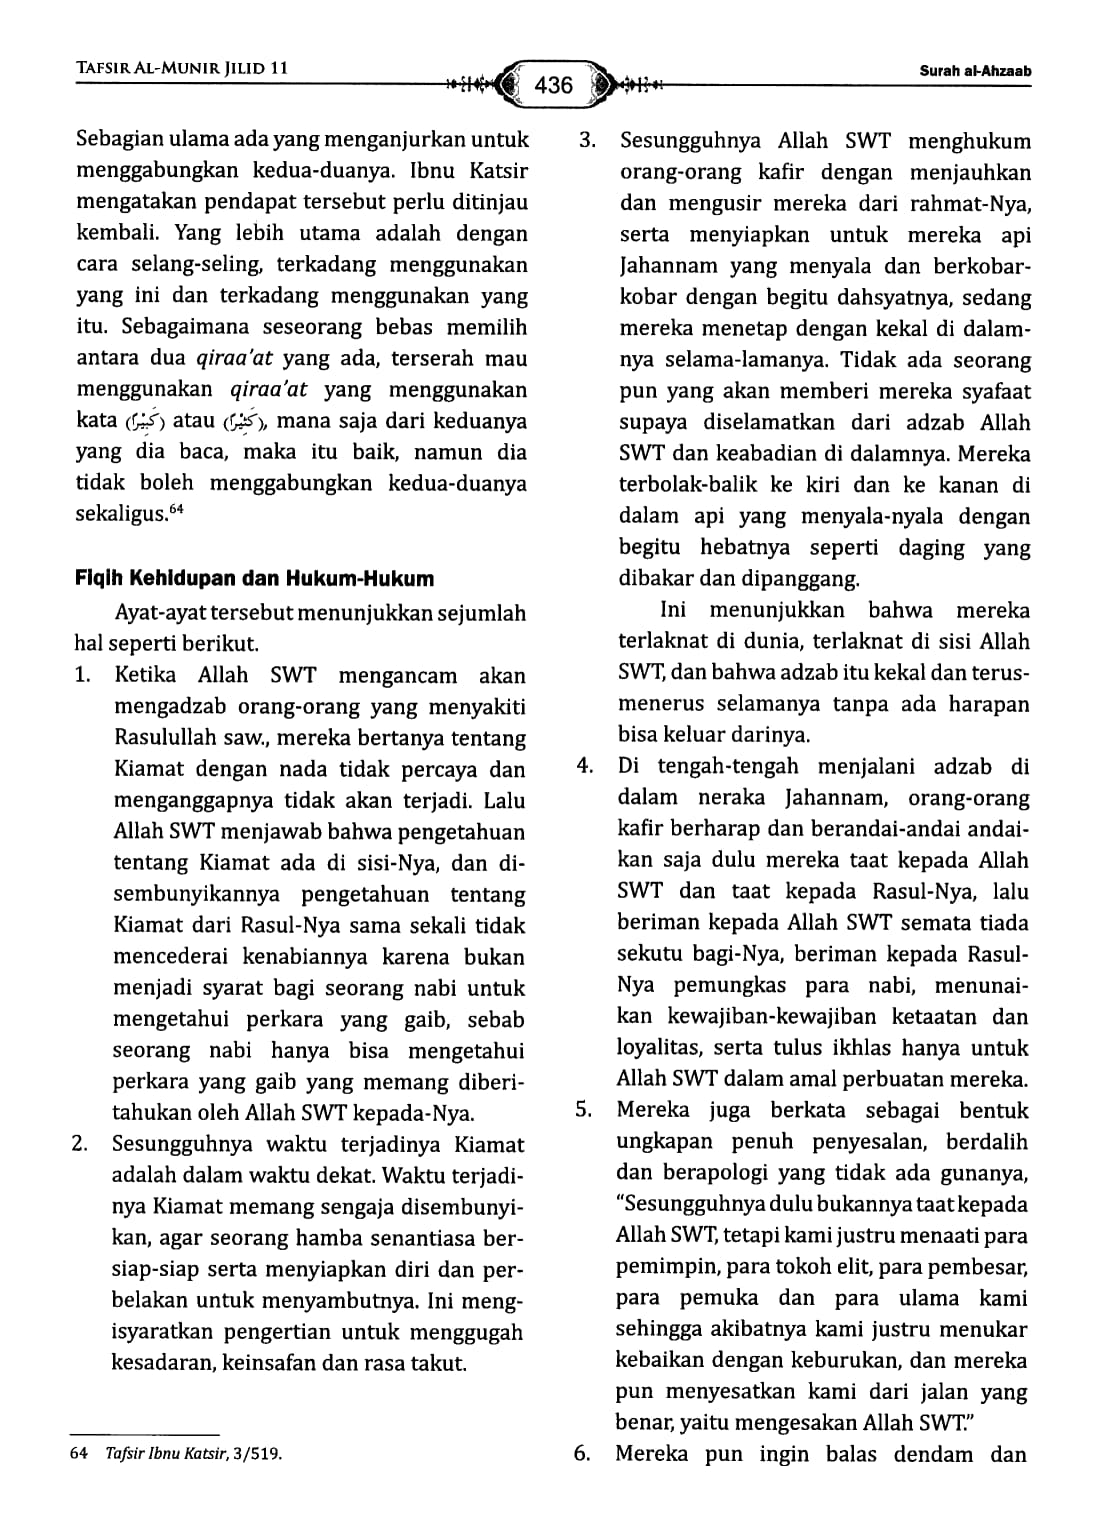 TAFSIR AL-MUNIR JILID 11
436
Surah al-Ahzaab
Sebagian ulama ada yang menganjurkan untuk
menggabungkan kedua-duanya. Ibnu Katsir
mengatakan pendapat tersebut perlu ditinjau
kembali. Yang lebih utama adalah dengan
cara selang-seling, terkadang menggunakan
yang ini dan terkadang menggunakan yang
itu. Sebagaimana seseorang bebas memilih
antara dua qiraa’at yang ada, terserah mau
menggunakan qiraa’at yang menggunakan
kata (كَبِيْرًا) atau (كَثِيْرًا), mana saja dari keduanya
yang dia baca, maka itu baik, namun dia
tidak boleh menggabungkan kedua-duanya
sekaligus.⁶⁴
Fiqih Kehidupan dan Hukum-Hukum
Ayat-ayat tersebut menunjukkan sejumlah
hal seperti berikut.
1. Ketika Allah SWT mengancam akan
mengadzab orang-orang yang menyakiti
Rasulullah saw., mereka bertanya tentang
Kiamat dengan nada tidak percaya dan
menganggapnya tidak akan terjadi. Lalu
Allah SWT menjawab bahwa pengetahuan
tentang Kiamat ada di sisi-Nya, dan di-
sembunyikannya pengetahuan tentang
Kiamat dari Rasul-Nya sama sekali tidak
mencederai kenabiannya karena bukan
menjadi syarat bagi seorang nabi untuk
mengetahui perkara yang gaib, sebab
seorang nabi hanya bisa mengetahui
perkara yang gaib yang memang diberi-
tahukan oleh Allah SWT kepada-Nya.
2. Sesungguhnya waktu terjadinya Kiamat
adalah dalam waktu dekat. Waktu terjadi-
nya Kiamat memang sengaja disembunyi-
kan, agar seorang hamba senantiasa ber-
siap-siap serta menyiapkan diri dan per-
belakan untuk menyambutnya. Ini meng-
isyaratkan pengertian untuk menggugah
kesadaran, keinsafan dan rasa takut.
64 Tafsir Ibnu Katsir, 3/519.
3. Sesungguhnya Allah SWT menghukum
orang-orang kafir dengan menjauhkan
dan mengusir mereka dari rahmat-Nya,
serta menyiapkan untuk mereka api
Jahannam yang menyala dan berkobar-
kobar dengan begitu dahsyatnya, sedang
mereka menetap dengan kekal di dalam-
nya selama-lamanya. Tidak ada seorang
pun yang akan memberi mereka syafaat
supaya diselamatkan dari adzab Allah
SWT dan keabadian di dalamnya. Mereka
terbolak-balik ke kiri dan ke kanan di
dalam api yang menyala-nyala dengan
begitu hebatnya seperti daging yang
dibakar dan dipanggang.
Ini menunjukkan bahwa mereka
terlaknat di dunia, terlaknat di sisi Allah
SWT, dan bahwa adzab itu kekal dan terus-
menerus selamanya tanpa ada harapan
bisa keluar darinya.
4. Di tengah-tengah menjalani adzab di
dalam neraka Jahannam, orang-orang
kafir berharap dan berandai-andai andai-
kan saja dulu mereka taat kepada Allah
SWT dan taat kepada Rasul-Nya, lalu
beriman kepada Allah SWT semata tiada
sekutu bagi-Nya, beriman kepada Rasul-
Nya pemungkas para nabi, menunai-
kan kewajiban-kewajiban ketaatan dan
loyalitas, serta tulus ikhlas hanya untuk
Allah SWT dalam amal perbuatan mereka.
5. Mereka juga berkata sebagai bentuk
ungkapan penuh penyesalan, berdalih
dan berapologi yang tidak ada gunanya,
“Sesungguhnya dulu bukannya taat kepada
Allah SWT, tetapi kami justru menaati para
pemimpin, para tokoh elit, para pembesar,
para pemuka dan para ulama kami
sehingga akibatnya kami justru menukar
kebaikan dengan keburukan, dan mereka
pun menyesatkan kami dari jalan yang
benar, yaitu mengesakan Allah SWT.”
6. Mereka pun ingin balas dendam dan